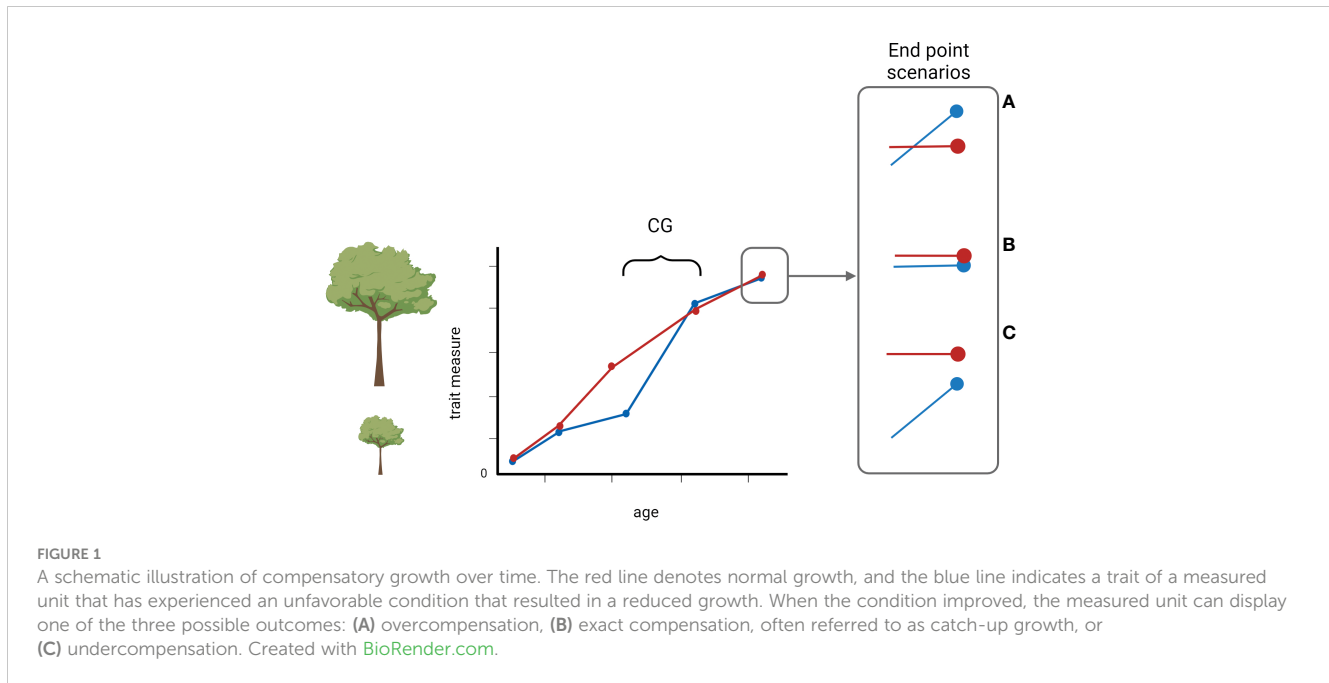 End point
scenarios
A
CG
B
C
trait measure
0
age
FIGURE 1
A schematic illustration of compensatory growth over time. The red line denotes normal growth, and the blue line indicates a trait of a measured
unit that has experienced an unfavorable condition that resulted in a reduced growth. When the condition improved, the measured unit can display
one of the three possible outcomes: (A) overcompensation, (B) exact compensation, often referred to as catch-up growth, or
(C) undercompensation. Created with BioRender.com.